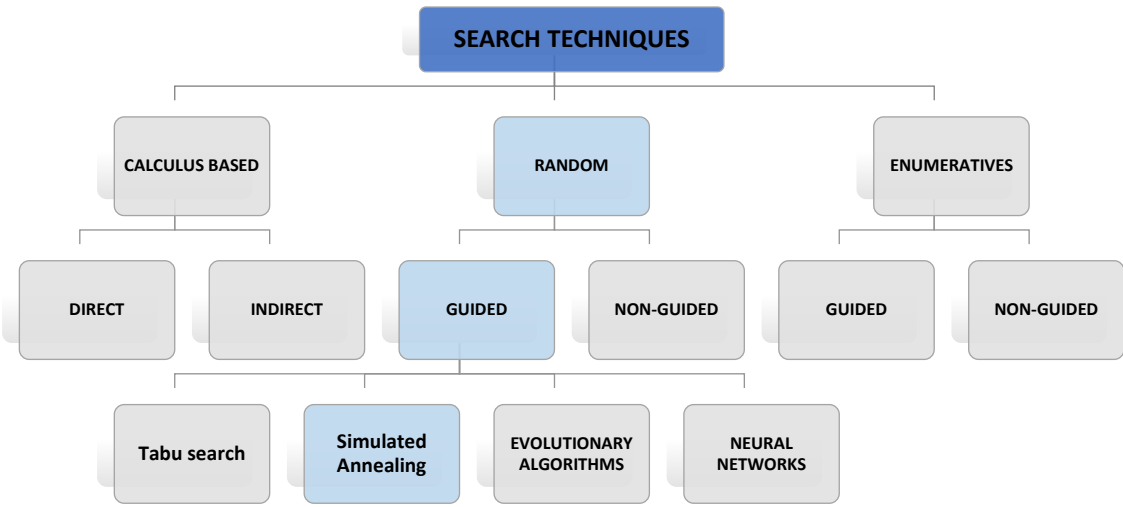 SEARCH TECHNIQUES
CALCULUS BASED
RANDOM
ENUMERATIVES
DIRECT
INDIRECT
GUIDED
NON-GUIDED
GUIDED
NON-GUIDED
Tabu search
Simulated
Annealing
EVOLUTIONARY
ALGORITHMS
NEURAL
NETWORKS